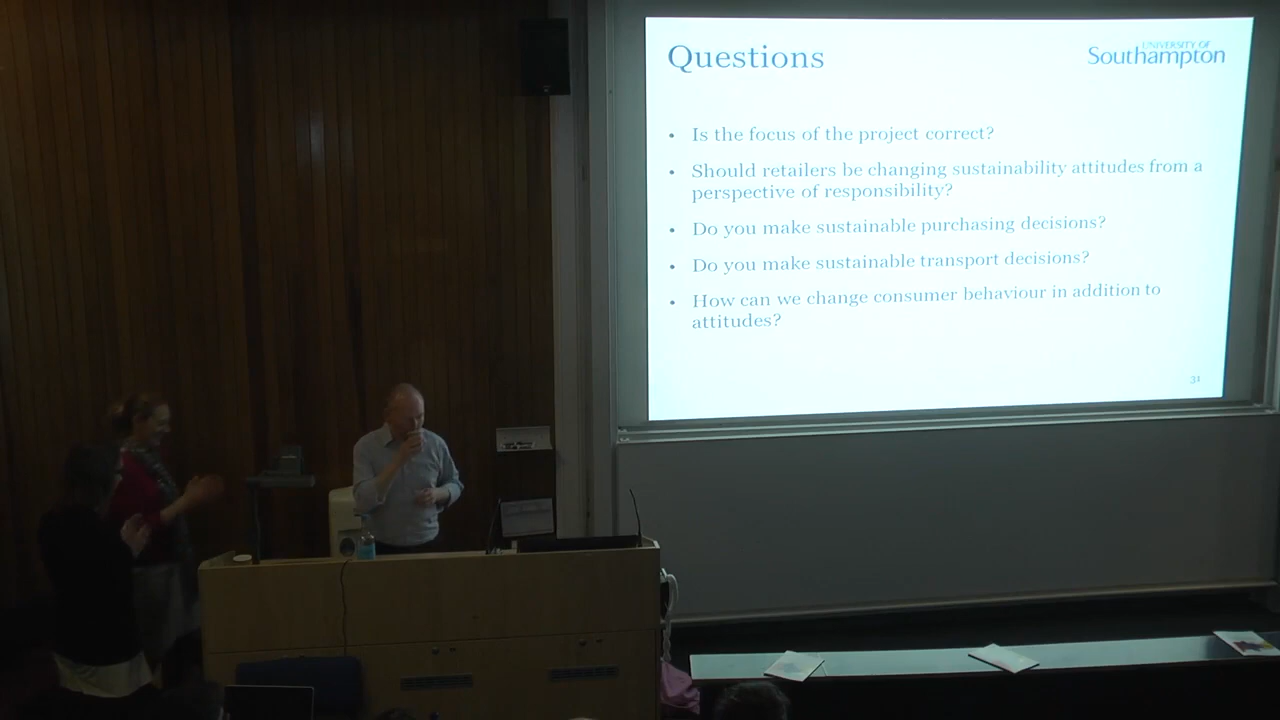 Questions
UNIVERSITY OF
Southampton
• Is the focus of the project correct?
• Should retailers be changing sustainability attitudes from a
perspective of responsibility?
• Do you make sustainable purchasing decisions?
• Do you make sustainable transport decisions?
• How can we change consumer behaviour in addition to
attitudes?
31